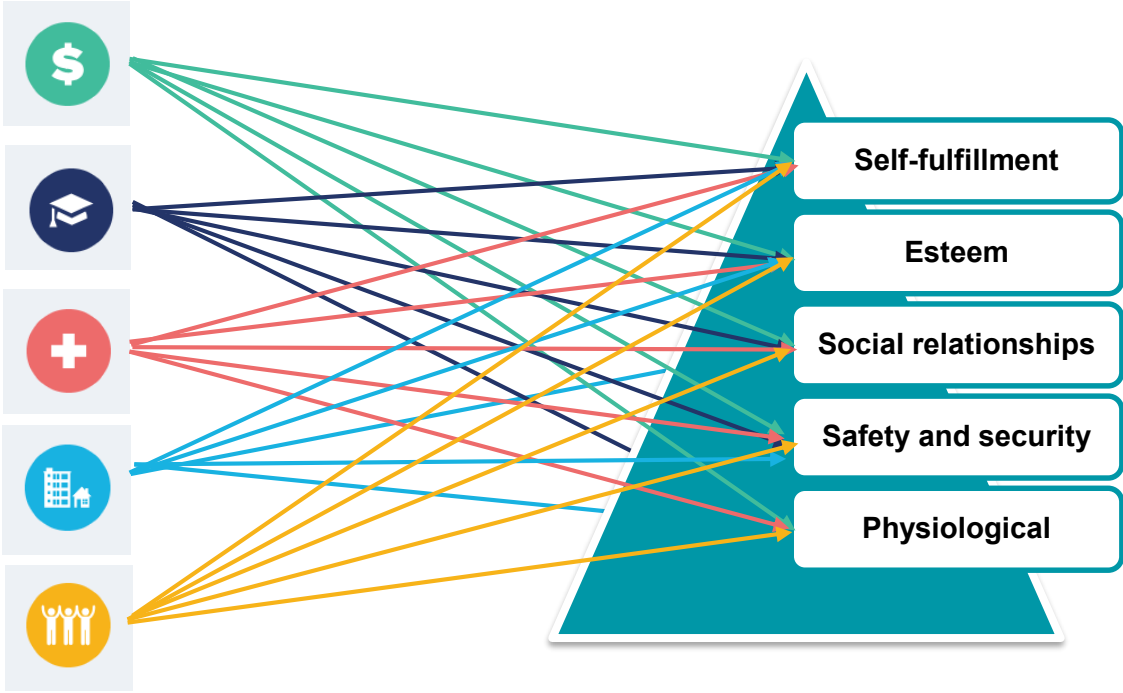 $
Self-fulfillment
Esteem
Social relationships
Safety and security
Physiological